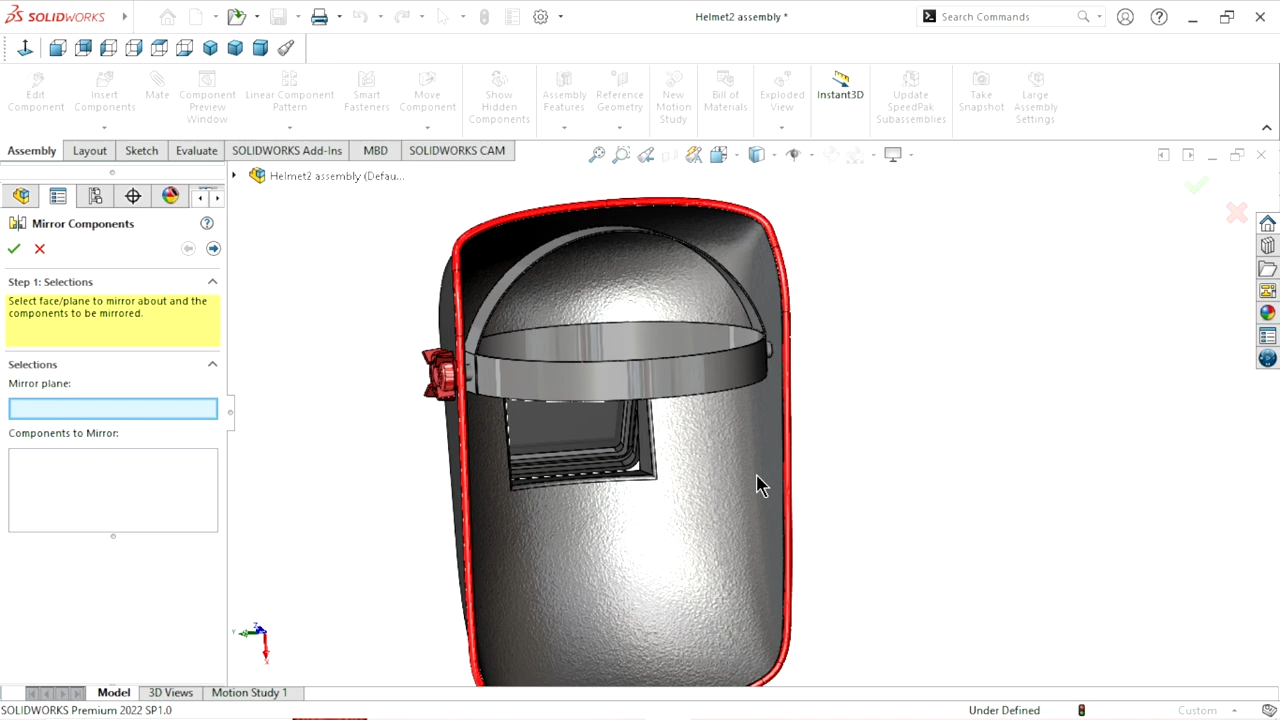 SOLIDWORKS
Helmet2 assembly *
Search Commands
Edit Component
Insert Components
Mate
Component Preview Window
Linear Component Pattern
Smart Fasteners
Move Component
Show Hidden Components
Assembly Features
Reference Geometry
New Motion Study
Bill of Materials
Exploded View
Instant3D
Update SpeedPak Subassemblies
Take Snapshot
Large Assembly Settings
Assembly
Layout
Sketch
Evaluate
SOLIDWORKS Add-Ins
MBD
SOLIDWORKS CAM
Helmet2 assembly (Defau...
Mirror Components
Step 1: Selections
Select face/plane to mirror about and the
components to be mirrored.
Selections
Mirror plane:
Components to Mirror:
Y
Z
X
Model
3D Views
Motion Study 1
SOLIDWORKS Premium 2022 SP1.0
Under Defined
Custom